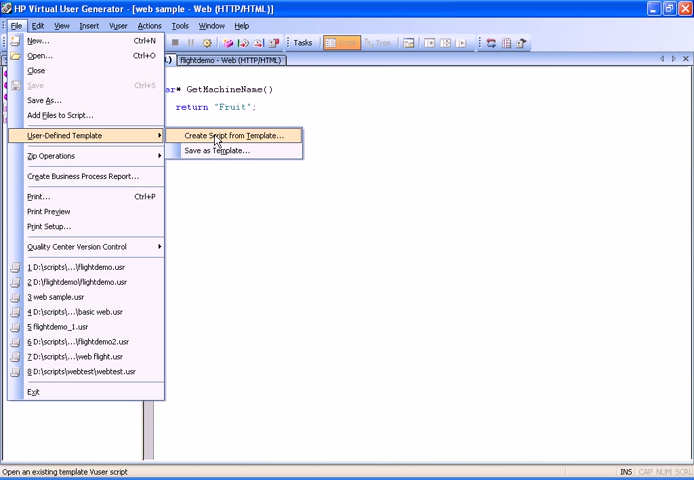 HP Virtual User Generator - [web sample - Web (HTTP/HTML)]
File Edit View Insert Vuser Actions Tools Window Help
Tasks Tree
flightdemo - Web (HTTP/HTML)
New... Ctrl+N
Open... Ctrl+O
Close
Save Ctrl+S
Save As...
Add Files to Script...
User-Defined Template
Zip Operations
Create Business Process Report...
Print... Ctrl+P
Print Preview
Print Setup...
Quality Center Version Control
1 D:\scripts\...\flightdemo.usr
2 D:\flightdemo\flightdemo.usr
3 web sample.usr
4 D:\scripts\...\basic web.usr
5 flightdemo_1.usr
6 D:\scripts\...\flightdemo2.usr
7 D:\scripts\...\web flight.usr
8 D:\scripts\webtest\webtest.usr
Exit
Create Script from Template...
Save as Template...
ar* GetMachineName()
return "Fruit";
Open an existing template Vuser script
INS CAP NUM SCRL